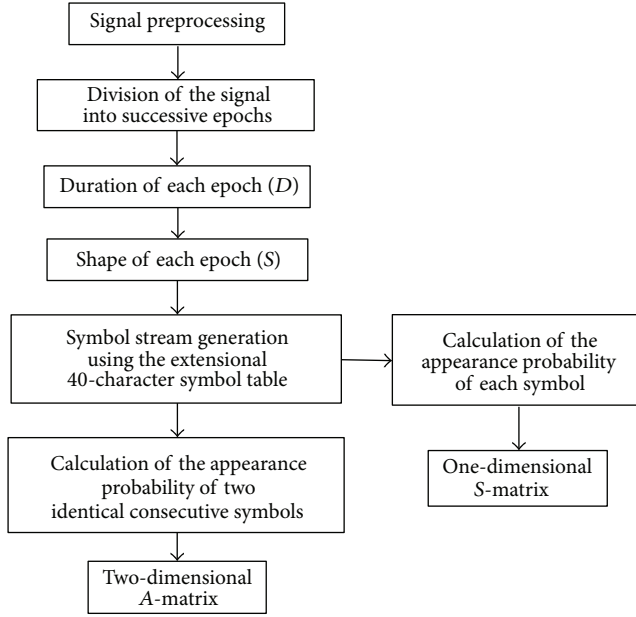 Signal preprocessing
Division of the signal
into successive epochs
Duration of each epoch (D)
Shape of each epoch (S)
Symbol stream generation
using the extensional
40-character symbol table
Calculation of the
appearance probability
of each symbol
Calculation of the appearance
probability of two
identical consecutive symbols
One-dimensional
S-matrix
Two-dimensional
A-matrix